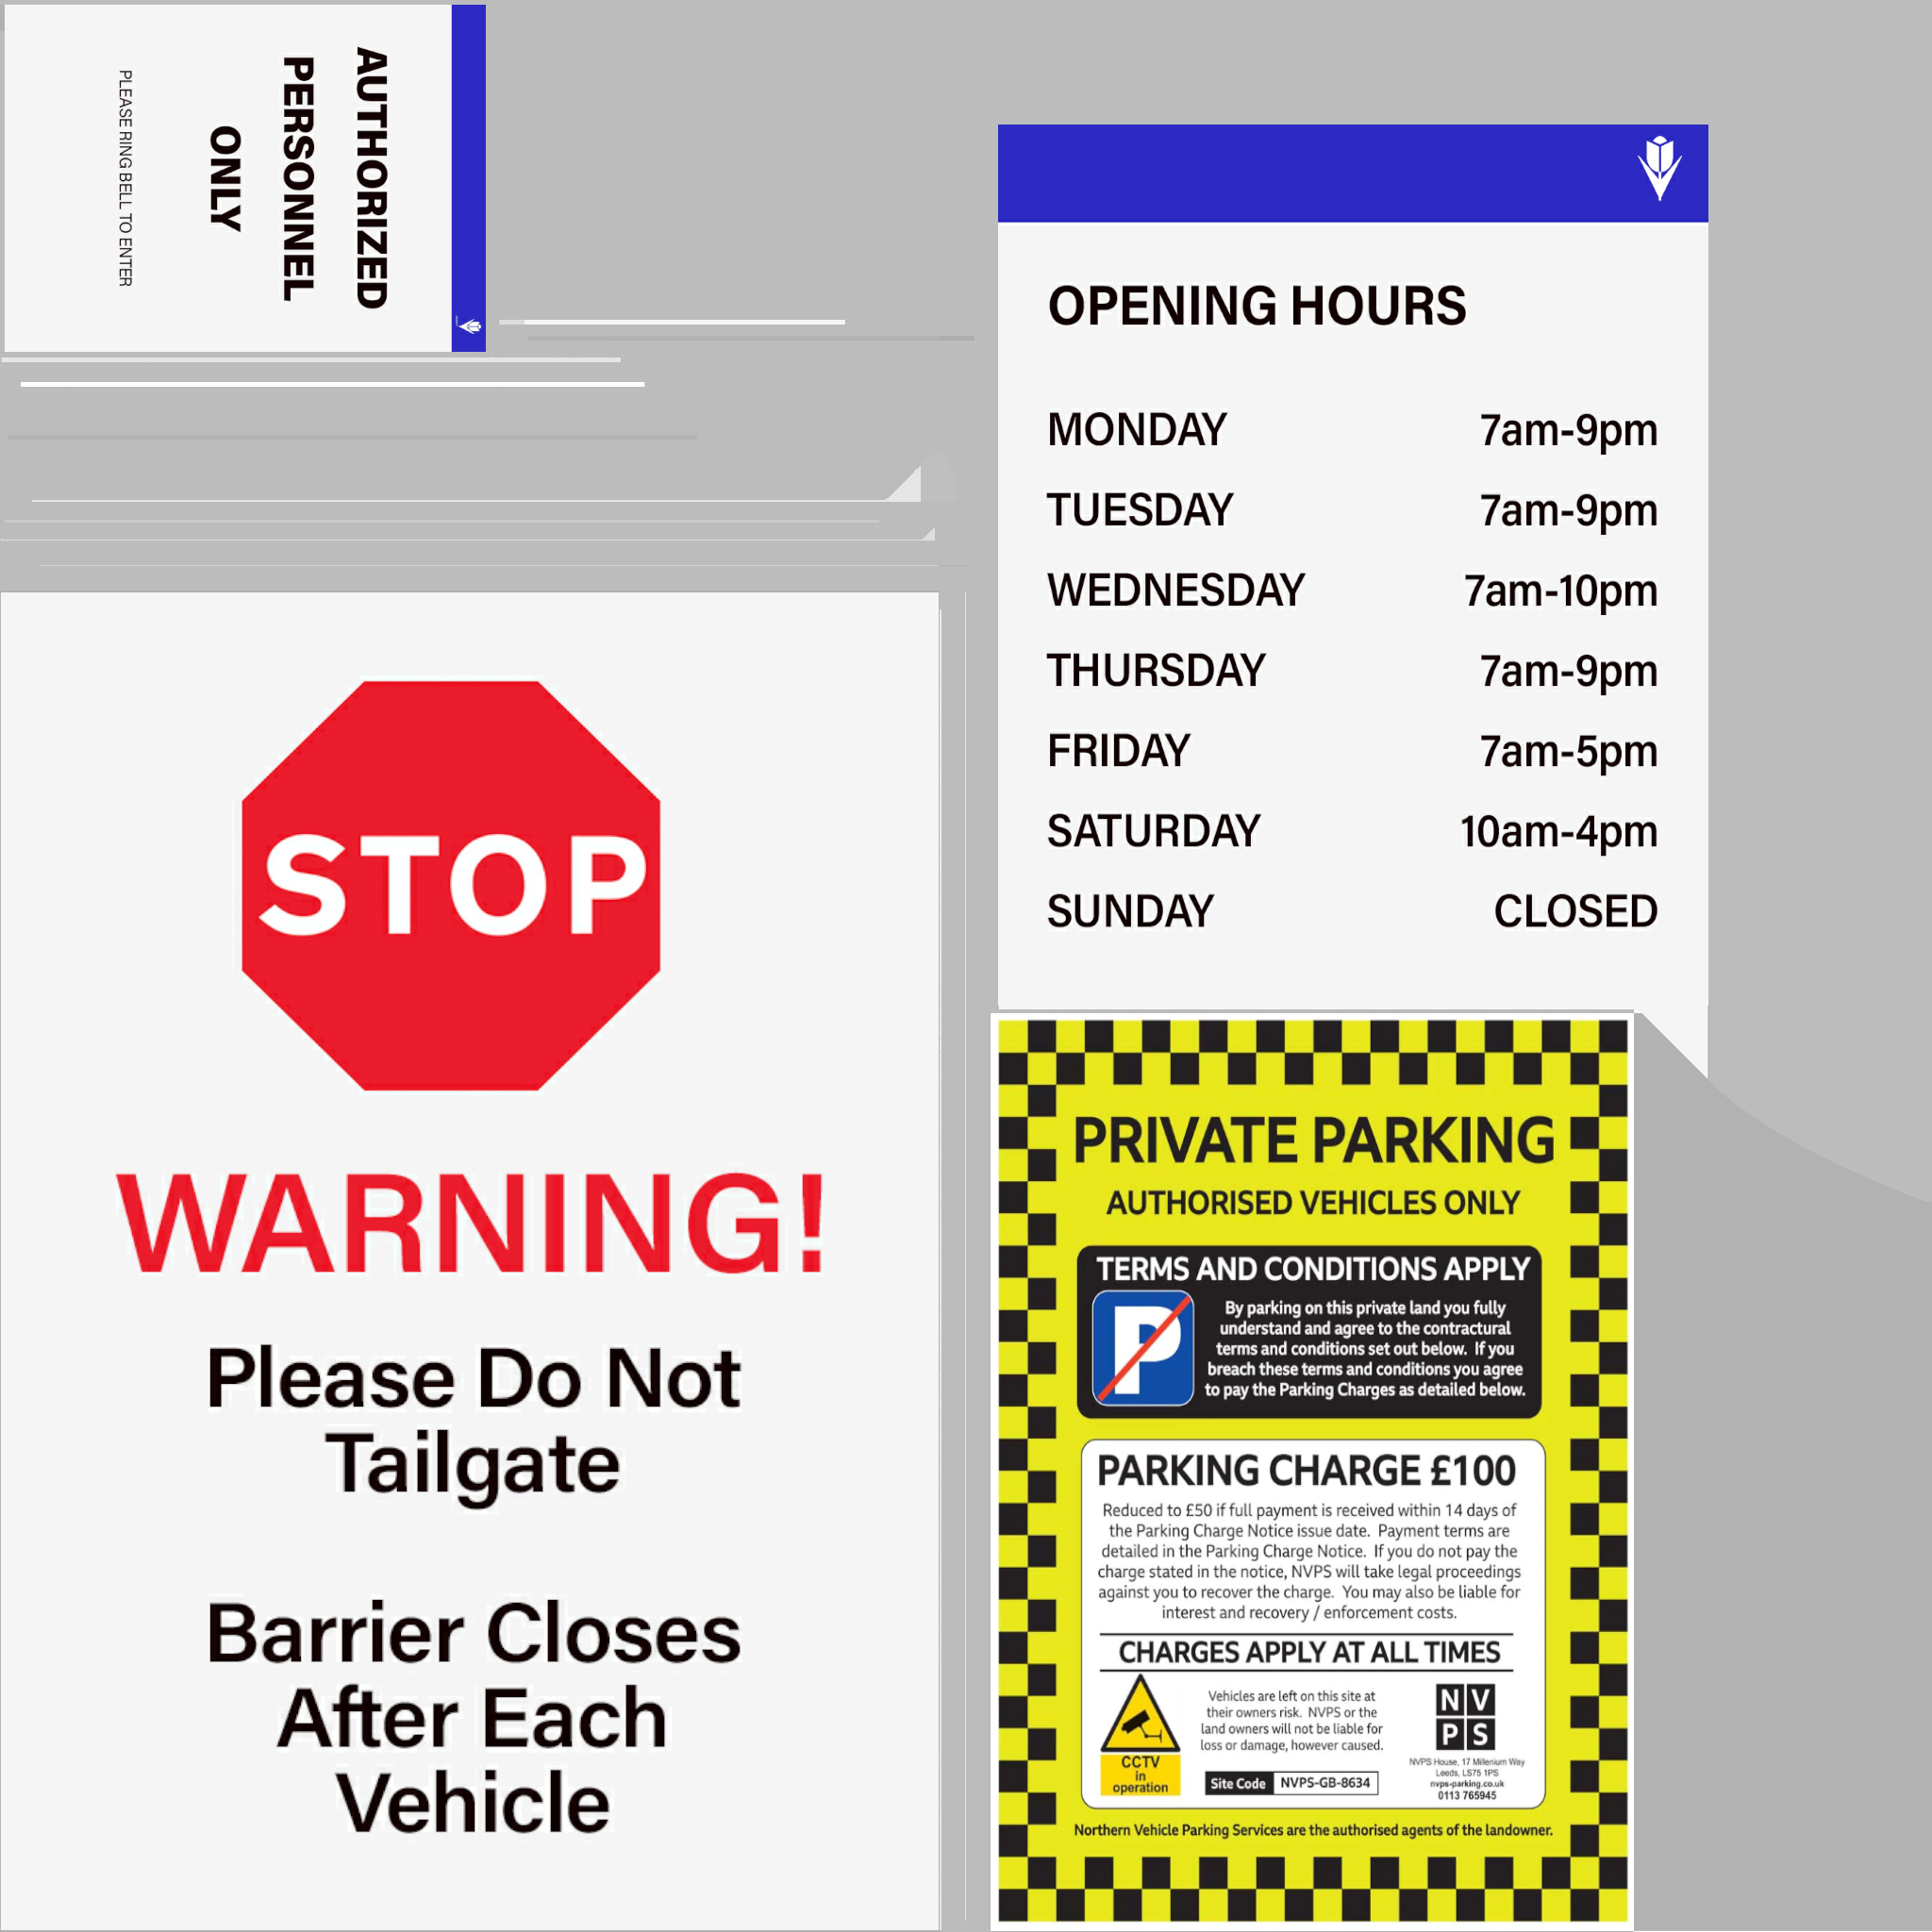 AUTHORIZED
PERSONNEL
ONLY
PLEASE RING BELL TO ENTER
OPENING HOURS
MONDAY 7am-9pm
TUESDAY 7am-9pm
WEDNESDAY 7am-10pm
THURSDAY 7am-9pm
FRIDAY 7am-5pm
SATURDAY 10am-4pm
SUNDAY CLOSED
STOP
WARNING!
Please Do Not
Tailgate
Barrier Closes
After Each
Vehicle
PRIVATE PARKING
AUTHORISED VEHICLES ONLY
TERMS AND CONDITIONS APPLY
P
By parking on this private land you fully
understand and agree to the contractural
terms and conditions set out below. If you
breach these terms and conditions you agree
to pay the Parking Charges as detailed below.
PARKING CHARGE £100
Reduced to £50 if full payment is received within 14 days of
the Parking Charge Notice issue date. Payment terms are
detailed in the Parking Charge Notice. If you do not pay the
charge stated in the notice, NVPS will take legal proceedings
against you to recover the charge. You may also be liable for
interest and recovery / enforcement costs.
CHARGES APPLY AT ALL TIMES
CCTV
in
operation
Vehicles are left on this site at
their owners risk. NVPS or the
land owners will not be liable for
loss or damage, however caused.
Site Code NVPS-GB-8634
N V
P S
NVPS House, 17 Millenium Way
Leeds, LS75 1PS
nvps-parking.co.uk
0113 765945
Northern Vehicle Parking Services are the authorised agents of the landowner.